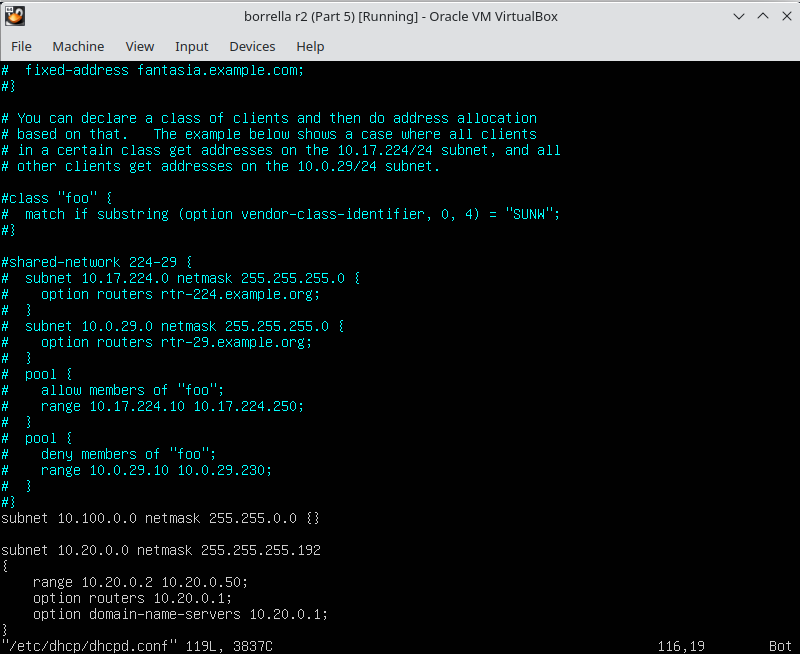 borrella r2 (Part 5) [Running] - Oracle VM VirtualBox
File Machine View Input Devices Help
#  fixed-address fantasia.example.com;
#}
# You can declare a class of clients and then do address allocation
# based on that.   The example below shows a case where all clients
# in a certain class get addresses on the 10.17.224/24 subnet, and all
# other clients get addresses on the 10.0.29/24 subnet.
#class "foo" {
#  match if substring (option vendor-class-identifier, 0, 4) = "SUNW";
#}
#shared-network 224-29 {
#  subnet 10.17.224.0 netmask 255.255.255.0 {
#    option routers rtr-224.example.org;
#  }
#  subnet 10.0.29.0 netmask 255.255.255.0 {
#    option routers rtr-29.example.org;
#  }
#  pool {
#    allow members of "foo";
#    range 10.17.224.10 10.17.224.250;
#  }
#  pool {
#    deny members of "foo";
#    range 10.0.29.10 10.0.29.230;
#  }
#}
subnet 10.100.0.0 netmask 255.255.0.0 {}
subnet 10.20.0.0 netmask 255.255.255.192
{
    range 10.20.0.2 10.20.0.50;
    option routers 10.20.0.1;
    option domain-name-servers 10.20.0.1;
}
"/etc/dhcp/dhcpd.conf" 119L, 3837C 116,19 Bot